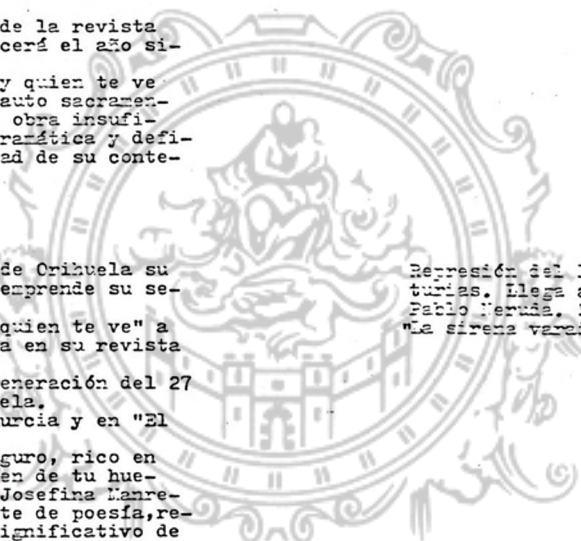 de la revista
cerá el año si-
y quien te ve
auto sacramen-
obra insufi-
ramática y defi-
ad de su conte-
de Orihuela su
emprende su se-
quien te ve" a
a en su revista
eneración del 27
ela.
urcia y en "El
guro, rico en
en de tu hue-
Josefina Manre-
te de poesía,re-
ignificativo de
Represión del
turias. Llega a
Pablo Neruda.
"La sirena varad